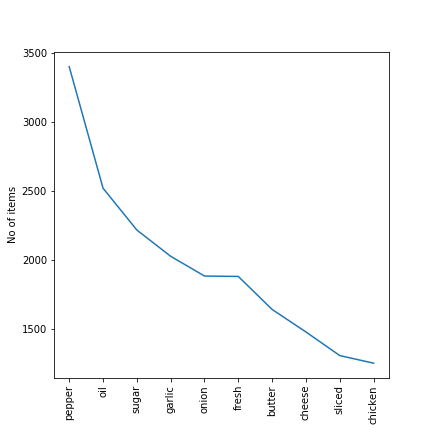 3500
3000
2500
2000
1500
No of items
pepper
oil
sugar
garlic
onion
fresh
butter
cheese
sliced
chicken